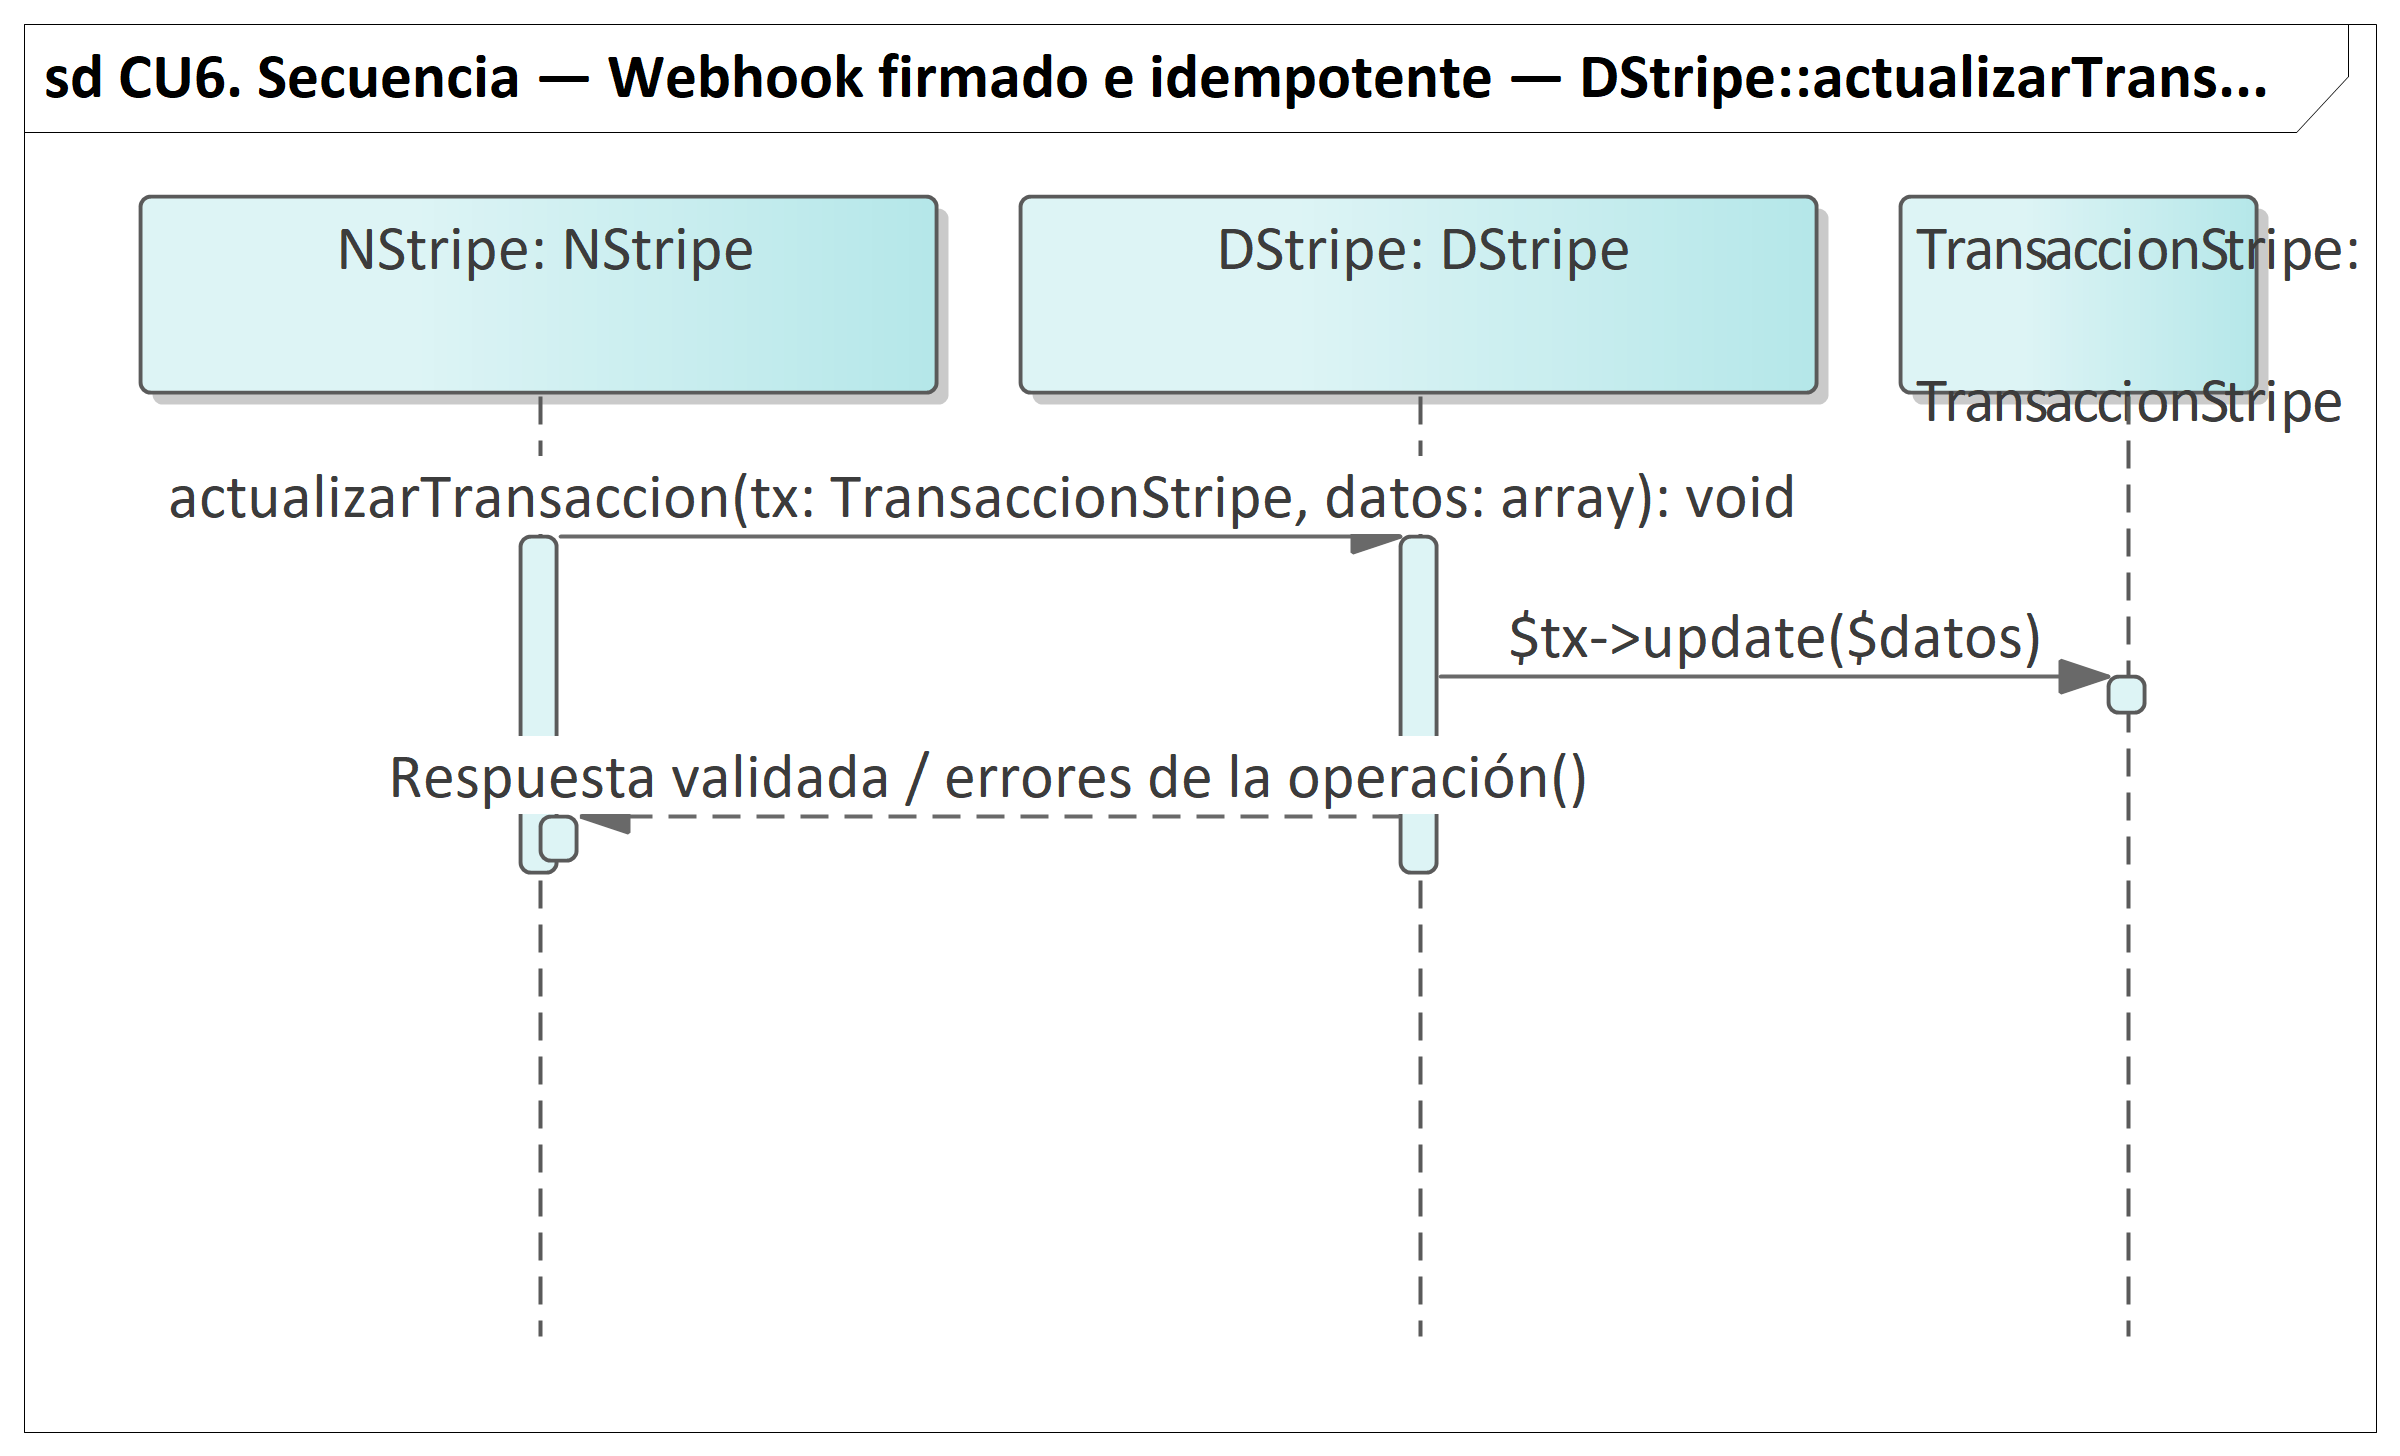 sd CU6. Secuencia — Webhook firmado e idempotente — DStripe::actualizarTrans...
NStripe: NStripe
DStripe: DStripe
TransaccionStripe:
TransaccionStripe
actualizarTransaccion(tx: TransaccionStripe, datos: array): void
$tx->update($datos)
Respuesta validada / errores de la operación()